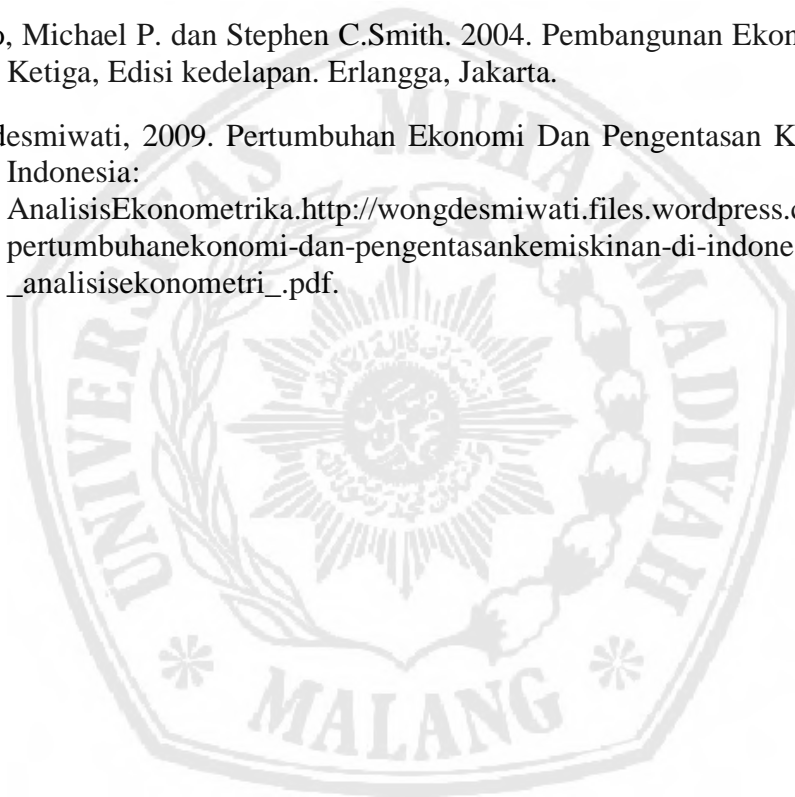 o, Michael P. dan Stephen C.Smith. 2004. Pembangunan Ekon
Ketiga, Edisi kedelapan. Erlangga, Jakarta.
desmiwati, 2009. Pertumbuhan Ekonomi Dan Pengentasan K
Indonesia:
AnalisisEkonometrika.http://wongdesmiwati.files.wordpress.
pertumbuhanekonomi-dan-pengentasankemiskinan-di-indone
_analisisekonometri_.pdf.
UNIVERSITAS MUHAMMADIYAH
MALANG